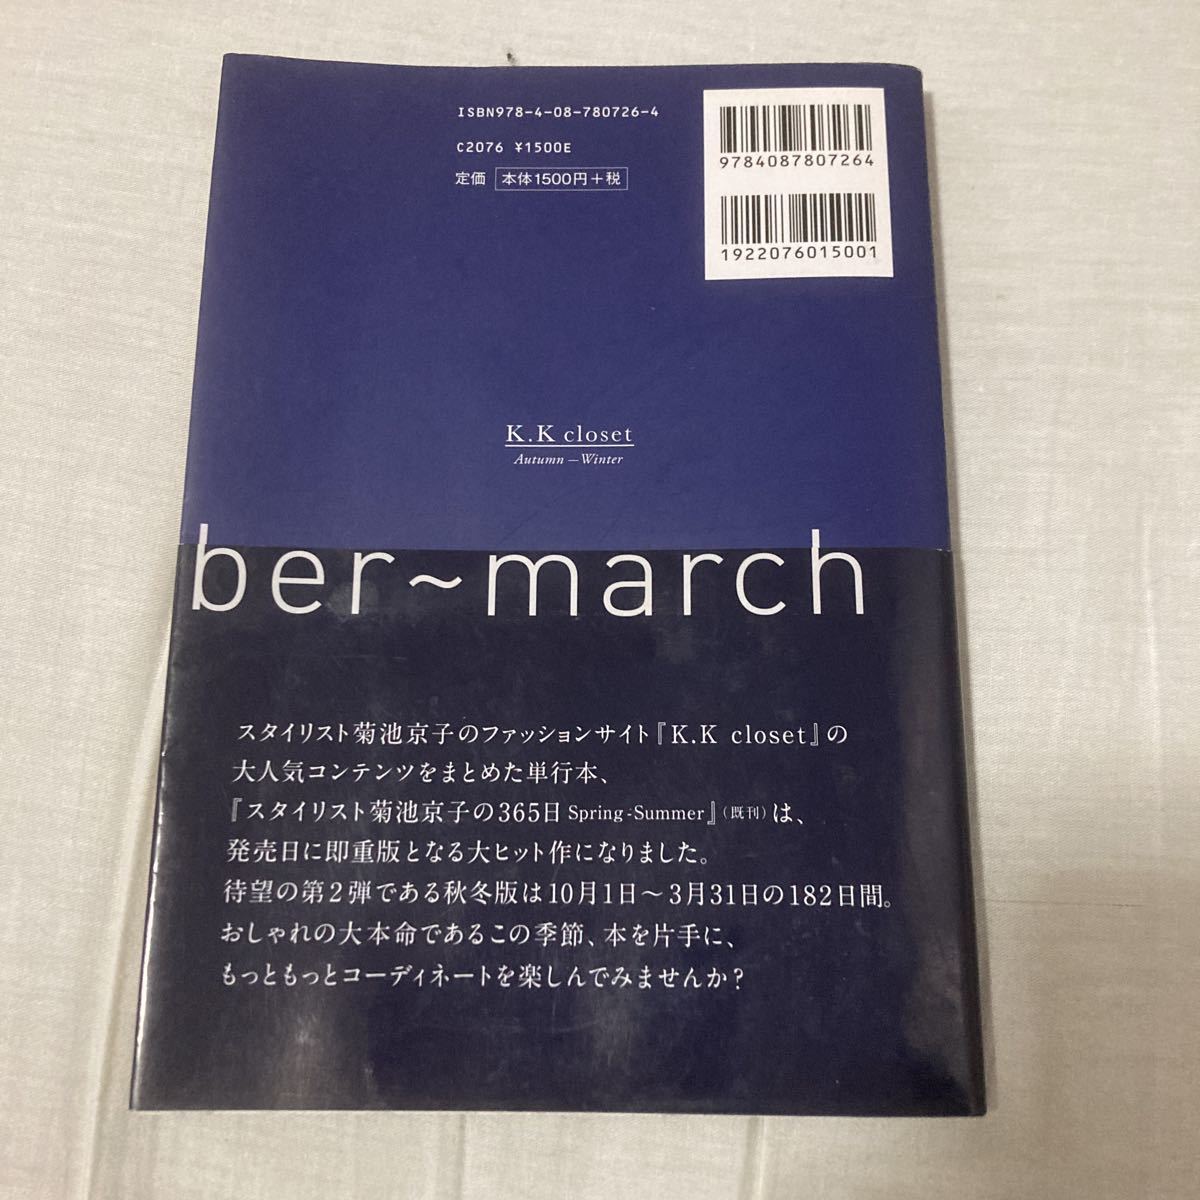 ISBN978-4-08-780726-4
C2076 ¥1500E
定価 本体1500円+税
9784087807264
1922076015001
K.K closet
Autumn – Winter
ber~march
スタイリスト菊池京子のファッションサイト『K.K closet』の
大人気コンテンツをまとめた単行本、
『スタイリスト菊池京子の365日 Spring-Summer』（既刊）は、
発売日に即重版となる大ヒット作になりました。
待望の第2弾である秋冬版は10月1日〜3月31日の182日間。
おしゃれの大本命であるこの季節、本を片手に、
もっともっとコーディネートを楽しんでみませんか?